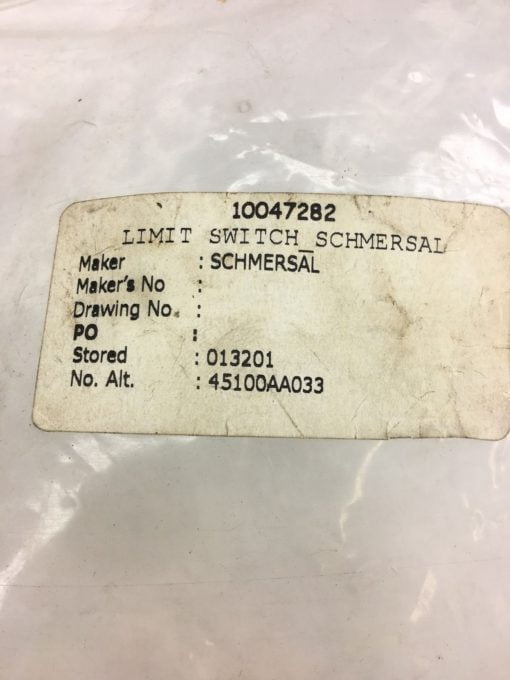 10047282
LIMIT SWITCH_SCHMERSAL
Maker : SCHMERSAL
Maker's No :
Drawing No. :
PO :
Stored : 013201
No. Alt. : 45100AA033